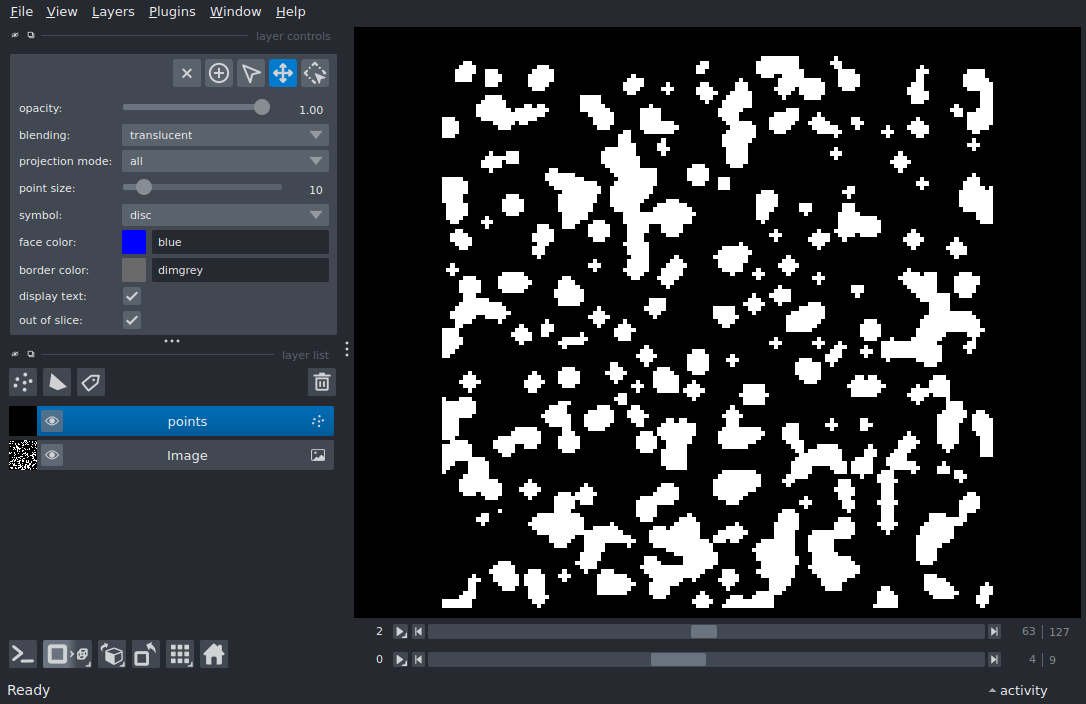 File View Layers Plugins Window Help
layer controls
opacity: 1.00
blending: translucent
projection mode: all
point size: 10
symbol: disc
face color: blue
border color: dimgrey
display text:
out of slice:
layer list
points
Image
2 63 127
0 4 9
Ready activity